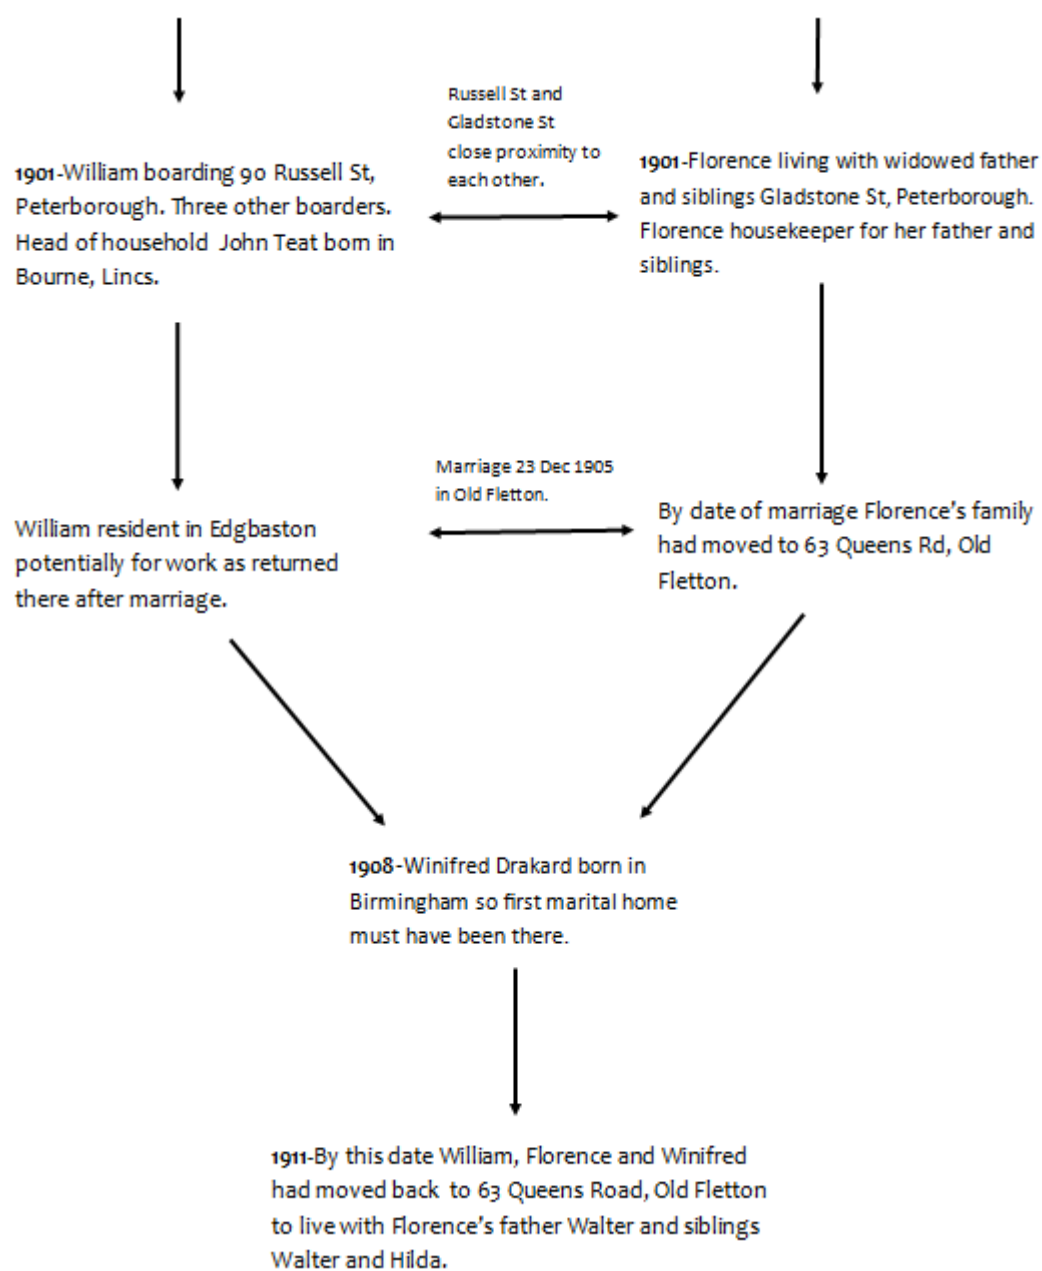 Russell St and
Gladstone St
close proximity to
each other.
1901-William boarding 90 Russell St,
Peterborough. Three other boarders.
Head of household John Teat born in
Bourne, Lincs.
1901-Florence living with widowed father
and siblings Gladstone St, Peterborough.
Florence housekeeper for her father and
siblings.
Marriage 23 Dec 1905
in Old Fletton.
William resident in Edgbaston
potentially for work as returned
there after marriage.
By date of marriage Florence's family
had moved to 63 Queens Rd, Old
Fletton.
1908-Winifred Drakard born in
Birmingham so first marital home
must have been there.
1911-By this date William, Florence and Winifred
had moved back to 63 Queens Road, Old Fletton
to live with Florence's father Walter and siblings
Walter and Hilda.